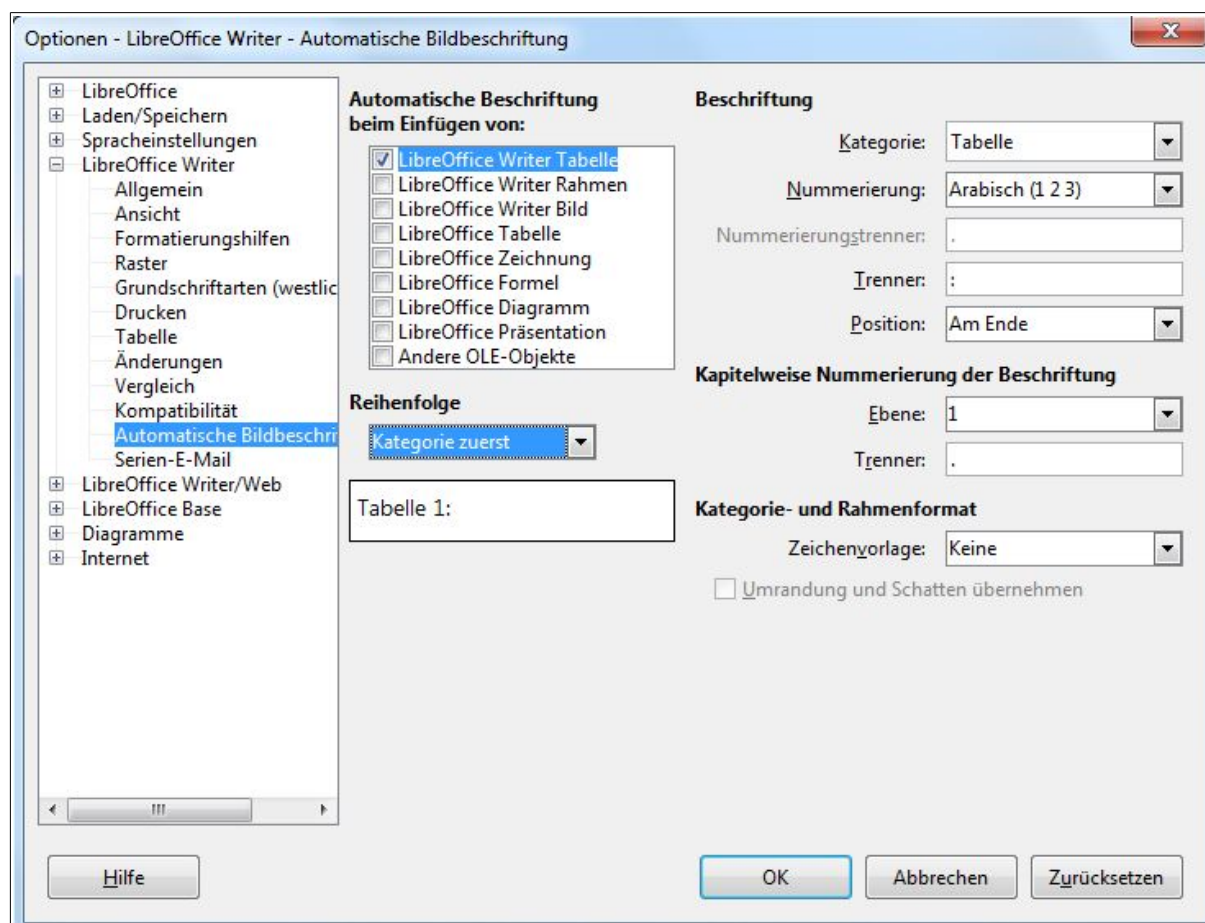 Optionen - LibreOffice Writer - Automatische Bildbeschriftung
LibreOffice
Laden/Speichern
Spracheinstellungen
LibreOffice Writer
Allgemein
Ansicht
Formatierungshilfen
Raster
Grundschriftarten (westlic
Drucken
Tabelle
Änderungen
Vergleich
Kompatibilität
Automatische Bildbeschri
Serien-E-Mail
LibreOffice Writer/Web
LibreOffice Base
Diagramme
Internet
Automatische Beschriftung
beim Einfügen von:
LibreOffice Writer Tabelle
LibreOffice Writer Rahmen
LibreOffice Writer Bild
LibreOffice Tabelle
LibreOffice Zeichnung
LibreOffice Formel
LibreOffice Diagramm
LibreOffice Präsentation
Andere OLE-Objekte
Reihenfolge
Kategorie zuerst
Tabelle 1:
Beschriftung
Kategorie: Tabelle
Nummerierung: Arabisch (1 2 3)
Nummerierungstrenner: .
Trenner: :
Position: Am Ende
Kapitelweise Nummerierung der Beschriftung
Ebene: 1
Trenner: .
Kategorie- und Rahmenformat
Zeichenvorlage: Keine
Umrandung und Schatten übernehmen
Hilfe
OK
Abbrechen
Zurücksetzen